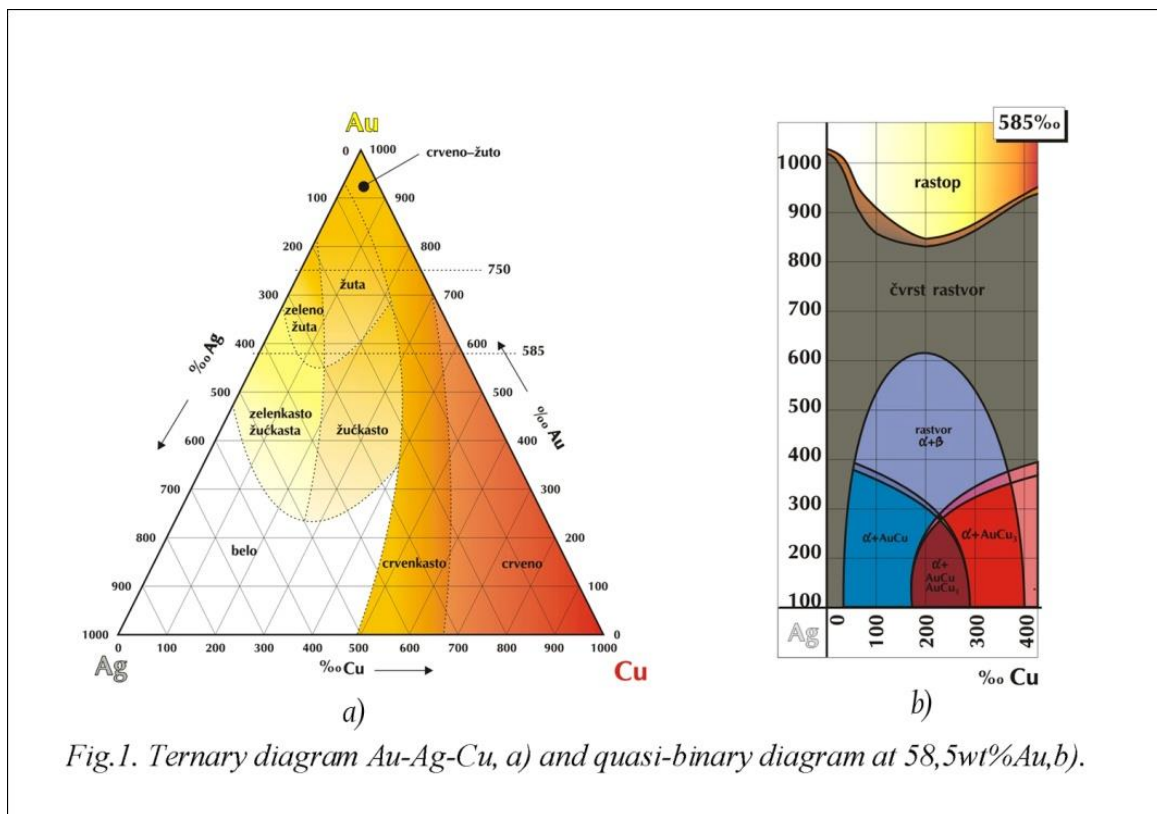 Au
0 1000
crveno–žuto
100 900
200 800
750
žuta
300 700
zeleno
žuta
400 600
585
‰ Ag
500 500
‰ Au
zelenkasto
žućkasta
žućkasto
600 400
700 300
800 200
belo
crvenkasto
crveno
900 100
1000 0
0 100 200 300 400 500 600 700 800 900 1000
Ag
‰ Cu
Cu
a)
585‰
1000
rastop
900
800
čvrst rastvor
700
600
500
rastvor
α+β
400
300
α+AuCu
α+AuCu3
200
α+
AuCu
AuCu3
100
Ag
0 100 200 300 400
‰ Cu
b)
Fig.1. Ternary diagram Au-Ag-Cu, a) and quasi-binary diagram at 58,5wt%Au,b).